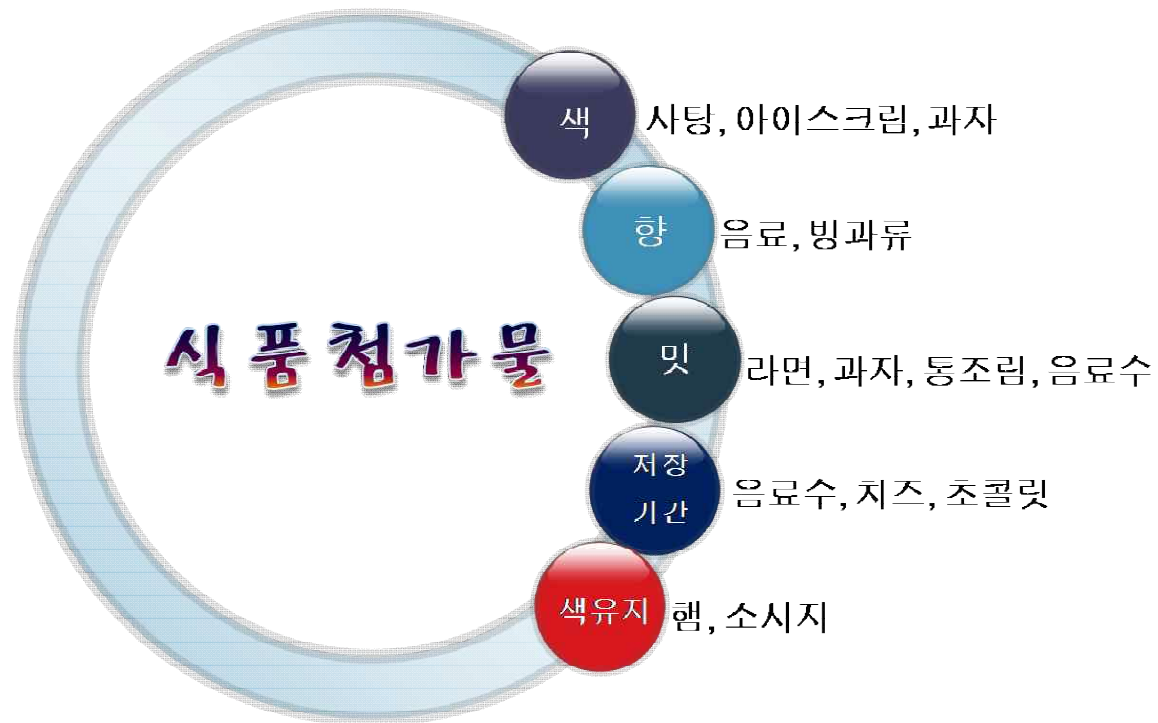 식품첨가물
색 사탕, 아이스크림, 과자
향 음료, 빙과류
밋 라면, 과자, 통조림, 음료수
저장
기간 음료수, 치즈, 초콜릿
색유지 햄, 소시지